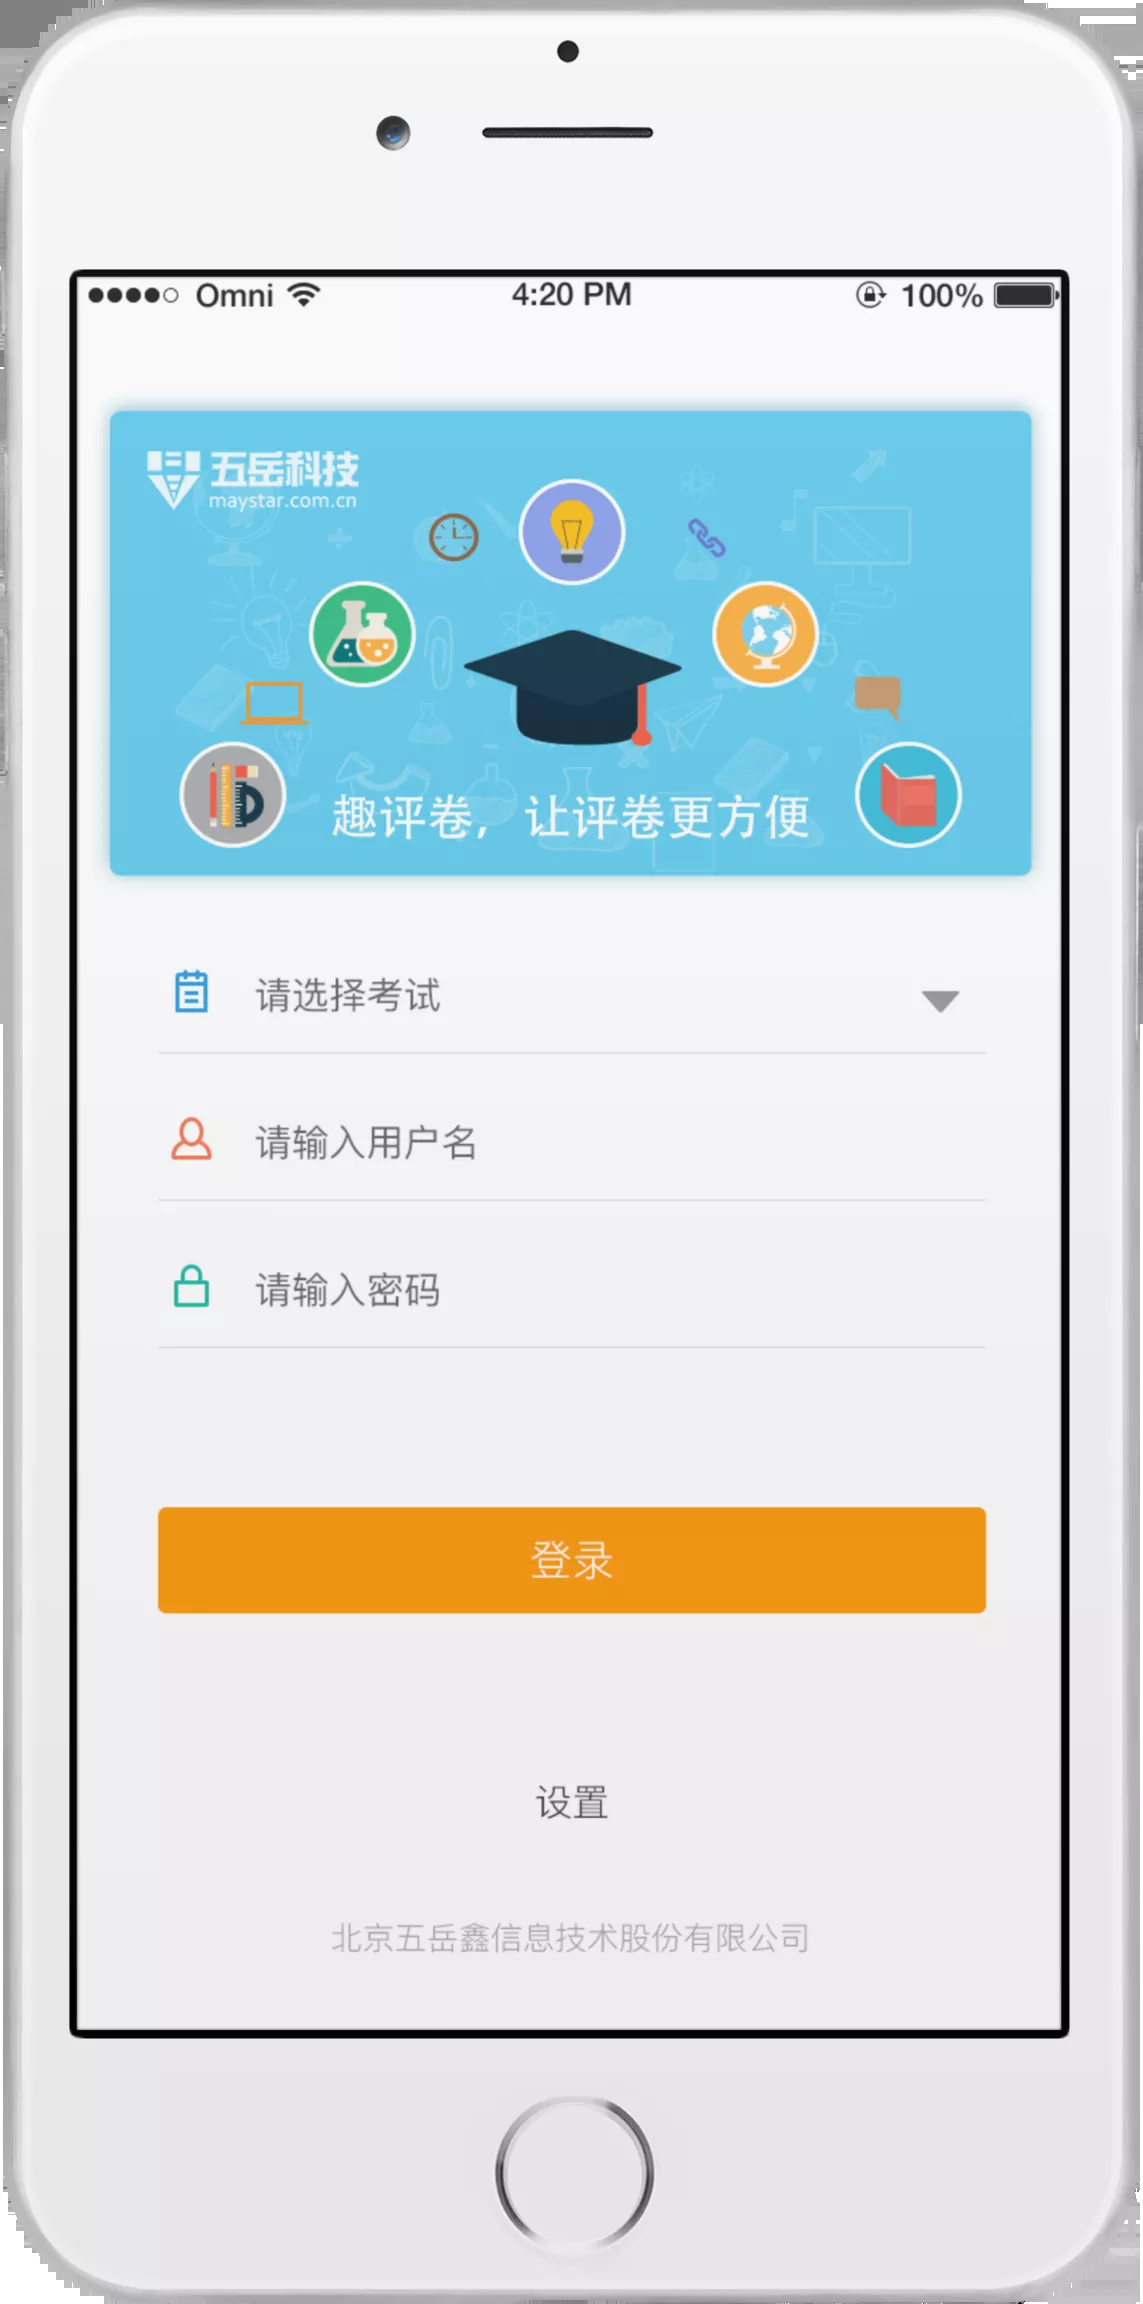 Omni 4:20 PM 100%
五岳科技
maystar.com.cn
趣评卷，让评卷更方便
请选择考试
请输入用户名
请输入密码
登录
设置
北京五岳鑫信息技术股份有限公司